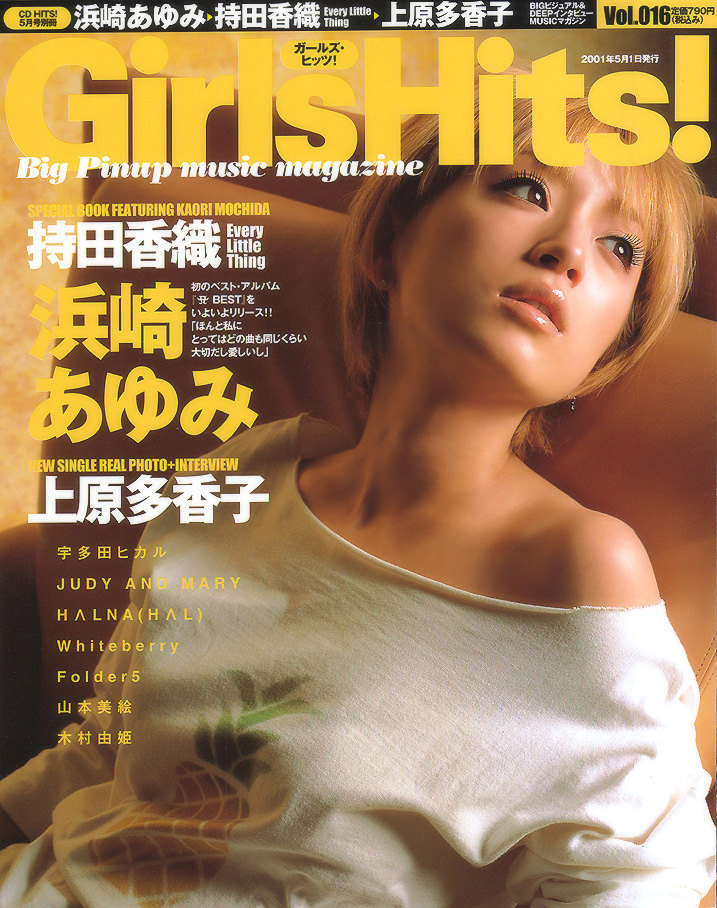 CD HITS!
5月号別冊
浜崎あゆみ▶持田香織 Every Little Thing▶上原多香子
BIGビジュアル&
DEEPインタビュー
MUSICマガジン
Vol.016
定価790円
(税込み)
ガールズ・
ヒッツ!
2001年5月1日発行
GirlsHits!
Big Pinup music magazine
SPECIAL BOOK FEATURING KAORI MOCHIDA
持田香織
Every
Little
Thing
浜崎
あゆみ
初のベスト・アルバム
『A BEST』を
いよいよリリース!!
「ほんと私に
とってはどの曲も同じくらい
大切だし愛しいし」
NEW SINGLE REAL PHOTO+INTERVIEW
上原多香子
宇多田ヒカル
JUDY AND MARY
HΛLNA(HΛL)
Whiteberry
Folder5
山本美絵
木村由姫